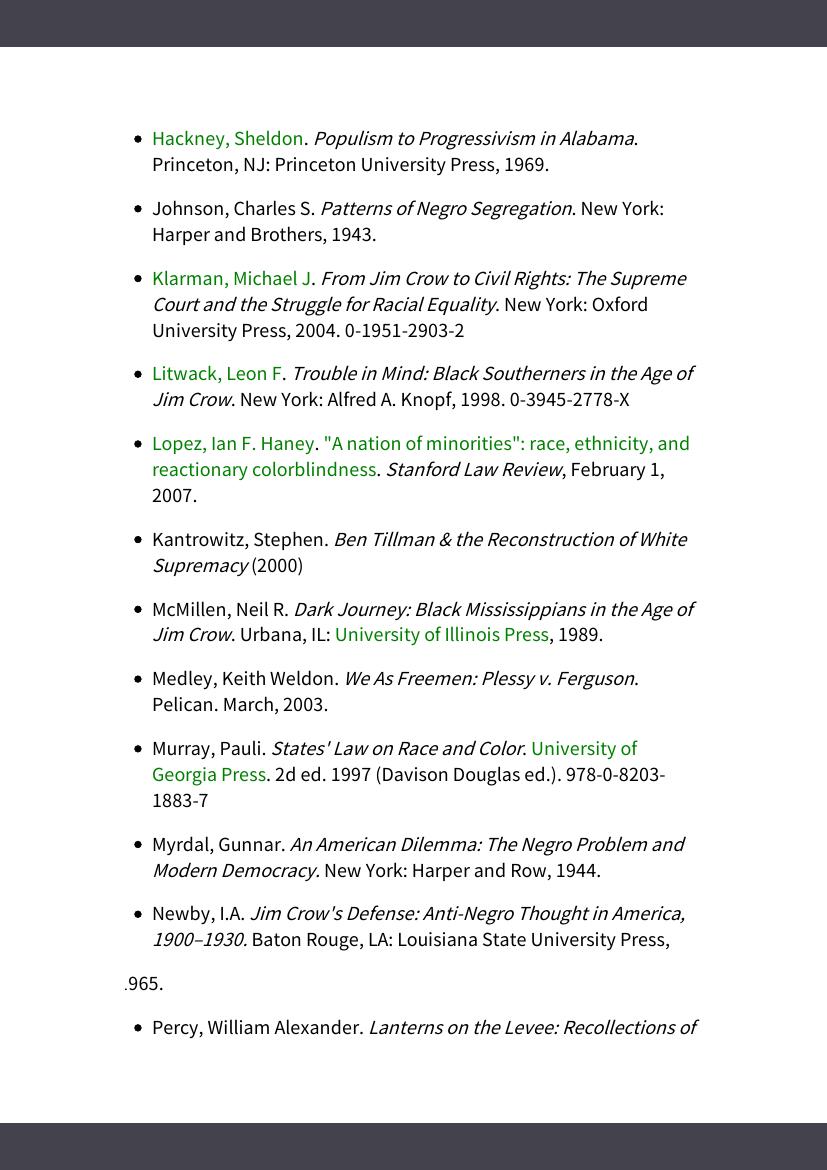 • Hackney, Sheldon. Populism to Progressivism in Alabama.
Princeton, NJ: Princeton University Press, 1969.
• Johnson, Charles S. Patterns of Negro Segregation. New York:
Harper and Brothers, 1943.
• Klarman, Michael J. From Jim Crow to Civil Rights: The Supreme
Court and the Struggle for Racial Equality. New York: Oxford
University Press, 2004. 0-1951-2903-2
• Litwack, Leon F. Trouble in Mind: Black Southerners in the Age of
Jim Crow. New York: Alfred A. Knopf, 1998. 0-3945-2778-X
• Lopez, Ian F. Haney. "A nation of minorities": race, ethnicity, and
reactionary colorblindness. Stanford Law Review, February 1,
2007.
• Kantrowitz, Stephen. Ben Tillman & the Reconstruction of White
Supremacy (2000)
• McMillen, Neil R. Dark Journey: Black Mississippians in the Age of
Jim Crow. Urbana, IL: University of Illinois Press, 1989.
• Medley, Keith Weldon. We As Freemen: Plessy v. Ferguson.
Pelican. March, 2003.
• Murray, Pauli. States' Law on Race and Color. University of
Georgia Press. 2d ed. 1997 (Davison Douglas ed.). 978-0-8203-
1883-7
• Myrdal, Gunnar. An American Dilemma: The Negro Problem and
Modern Democracy. New York: Harper and Row, 1944.
• Newby, I.A. Jim Crow's Defense: Anti-Negro Thought in America,
1900–1930. Baton Rouge, LA: Louisiana State University Press,
.965.
• Percy, William Alexander. Lanterns on the Levee: Recollections of